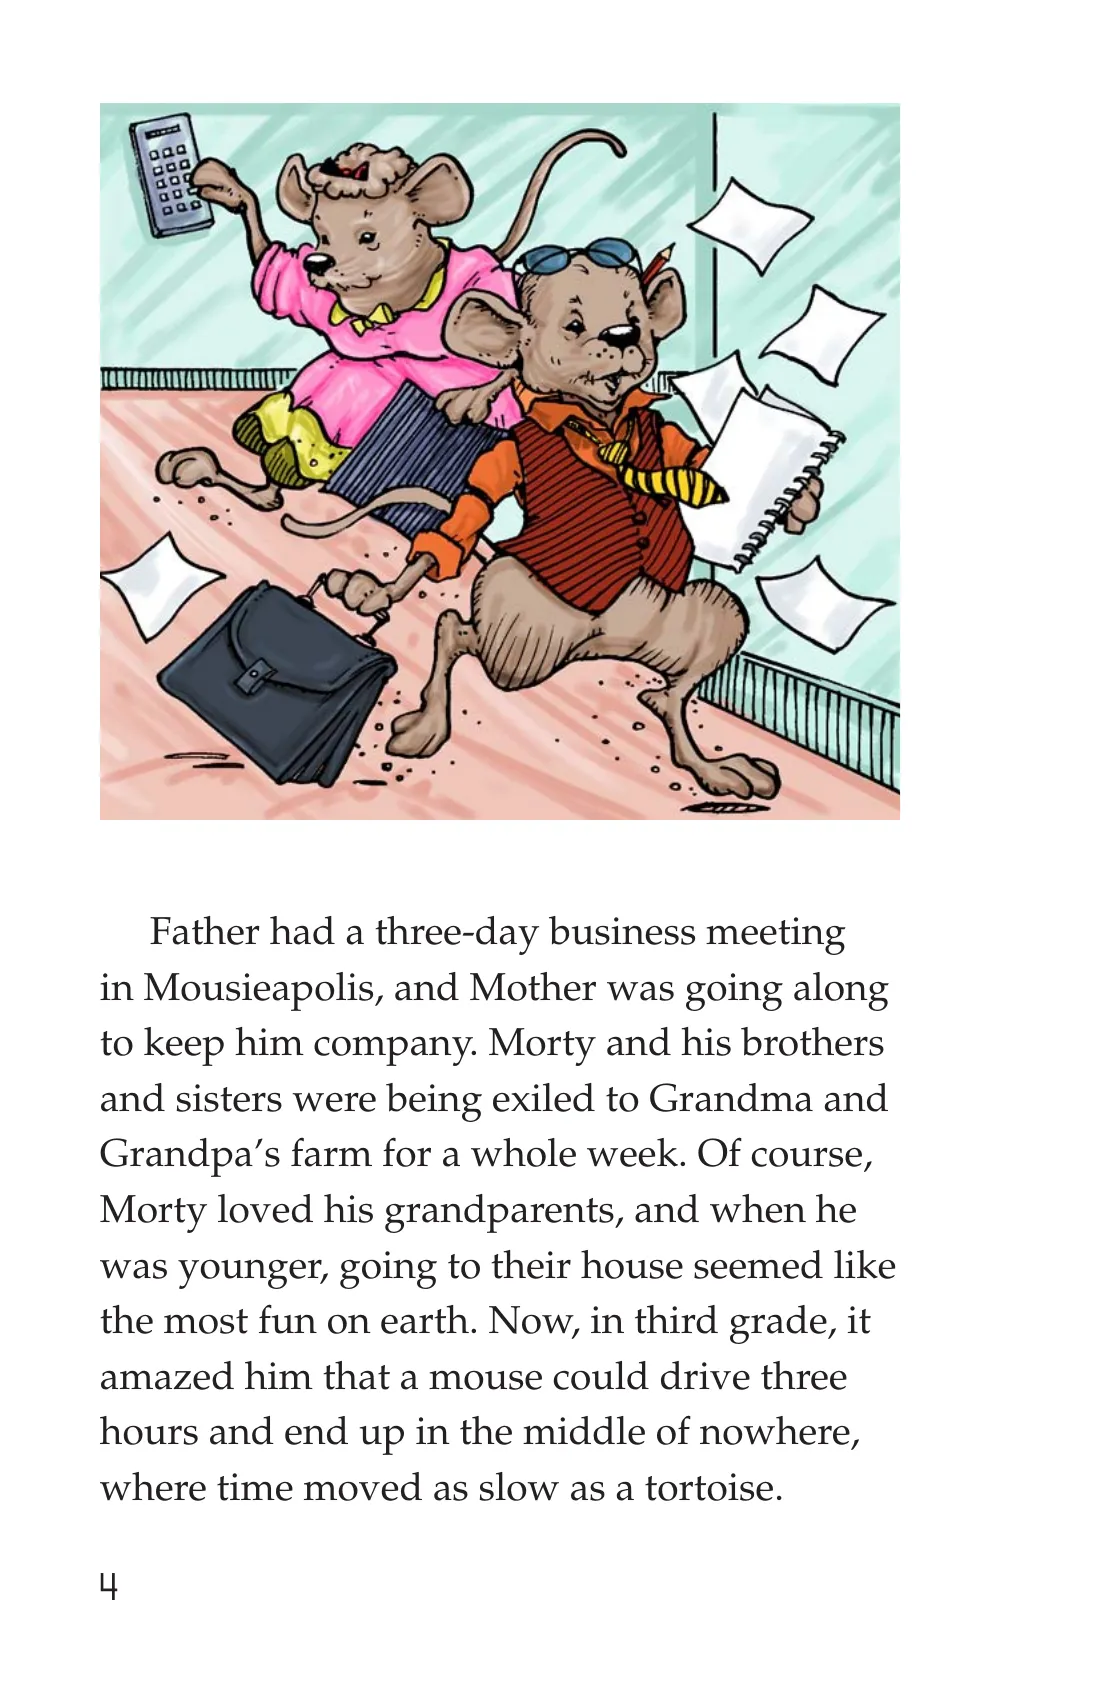 Father had a three-day business meeting
in Mousieapolis, and Mother was going along
to keep him company. Morty and his brothers
and sisters were being exiled to Grandma and
Grandpa’s farm for a whole week. Of course,
Morty loved his grandparents, and when he
was younger, going to their house seemed like
the most fun on earth. Now, in third grade, it
amazed him that a mouse could drive three
hours and end up in the middle of nowhere,
where time moved as slow as a tortoise.
4